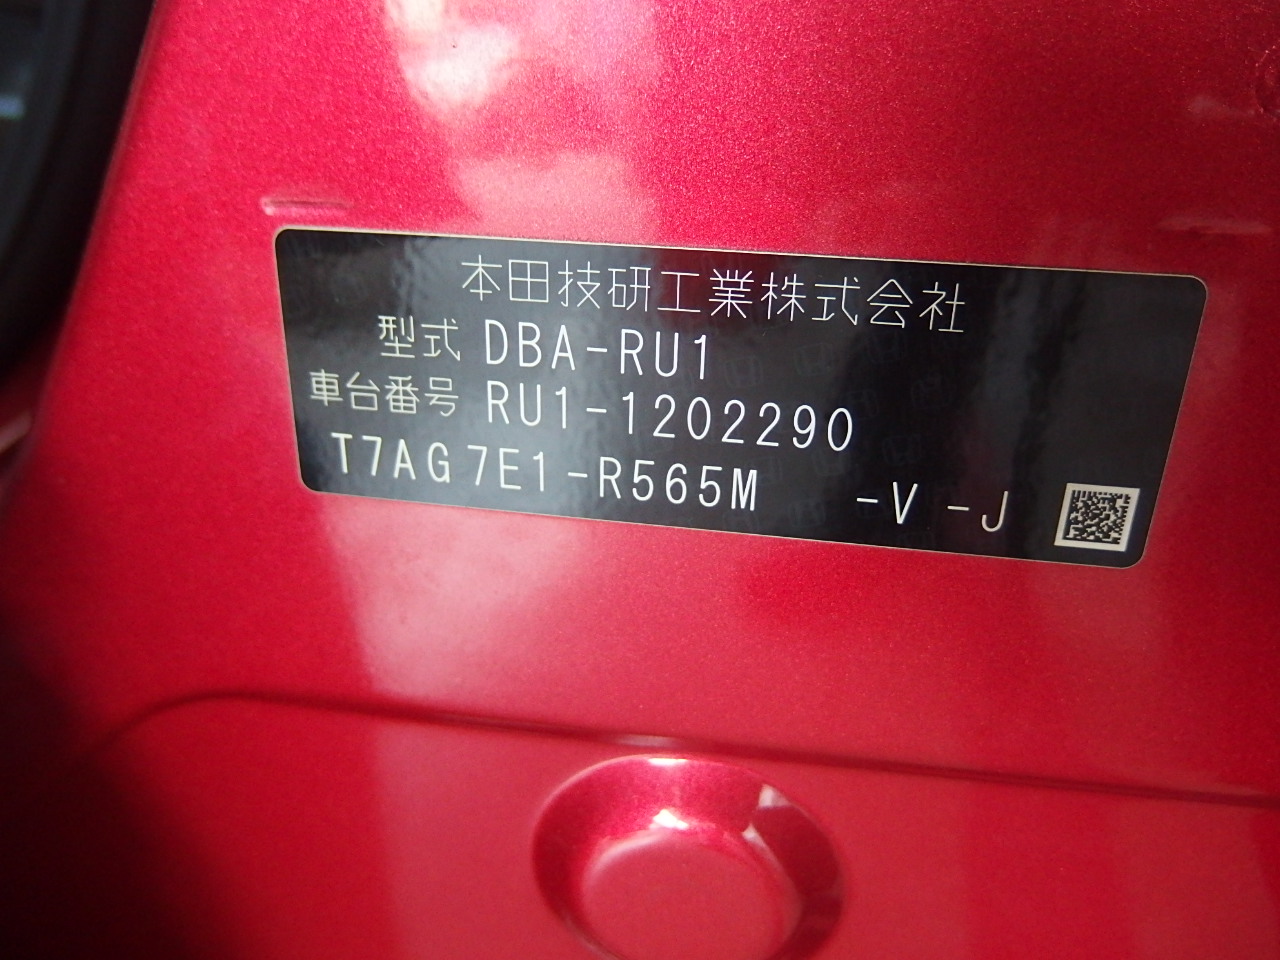 本田技研工業株式会社
型式 DBA-RU1
車台番号 RU1-1202290
T7AG7E1-R565M -V -J